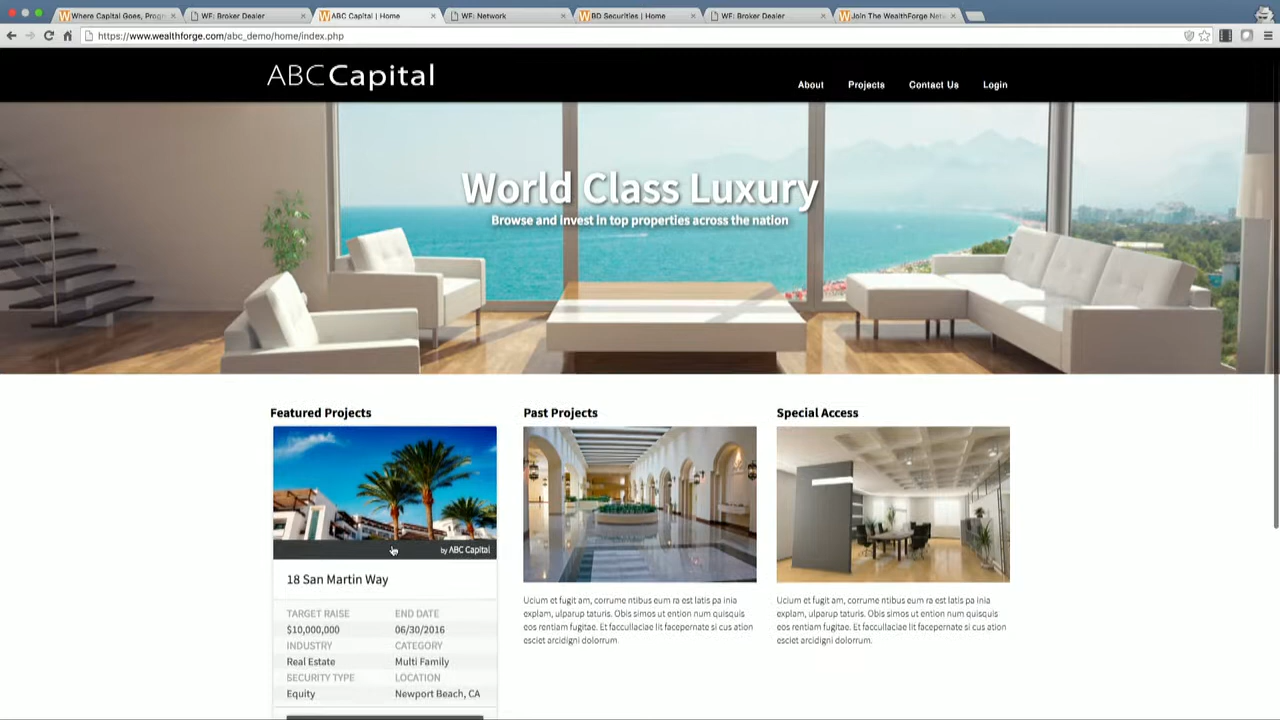 Where Capital Goes, Progr
WF: Broker Dealer
ABC Capital | Home
WF: Network
BD Securities | Home
WF: Broker Dealer
Join The WealthForge Net
https://www.wealthforge.com/abc_demo/home/index.php
ABC Capital
About
Projects
Contact Us
Login
World Class Luxury
Browse and invest in top properties across the nation
Featured Projects
by ABC Capital
18 San Martin Way
TARGET RAISE END DATE
$10,000,000 06/30/2016
INDUSTRY CATEGORY
Real Estate Multi Family
SECURITY TYPE LOCATION
Equity Newport Beach, CA
Past Projects
Ucium et fugit am, corrume ntibus eum ra est latis pa inia
explam, ulparup taturis. Obis simos ut ention num quisquis
eos rentiam fugitae. Et faccullaciae lit facepernate si cus ation
esciet arcidigni dolorrum.
Special Access
Ucium et fugit am, corrume ntibus eum ra est latis pa inia
explam, ulparup taturis. Obis simos ut ention num quisquis
eos rentiam fugitae. Et faccullaciae lit facepernate si cus ation
esciet arcidigni dolorrum.